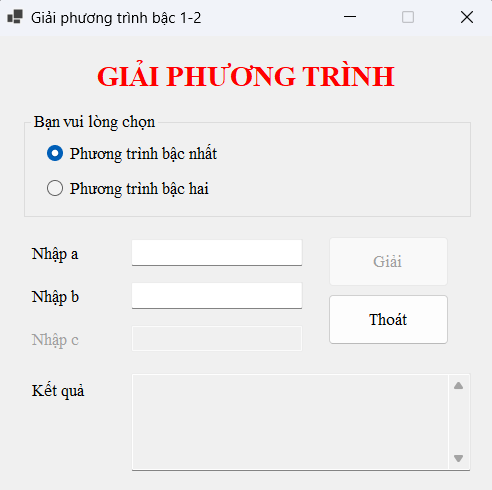 Giải phương trình bậc 1-2
GIẢI PHƯƠNG TRÌNH
Bạn vui lòng chọn
Phương trình bậc nhất
Phương trình bậc hai
Nhập a
Giải
Nhập b
Thoát
Nhập c
Kết quả